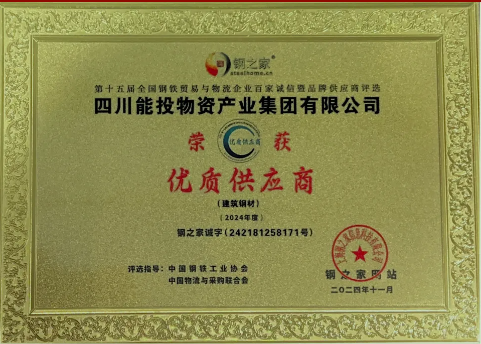 钢之家®
steelhome.cn
第十五届全国钢铁贸易与物流企业百家诚信暨品牌供应商评选
四川能投物资产业集团有限公司
荣 优质供应商 获
优质供应商
(建筑钢材)
(2024年度)
钢之家诚字(242181258171号)
评选指导:中国钢铁工业协会
中国物流与采购联合会
钢之家网站
二〇二四年十一月